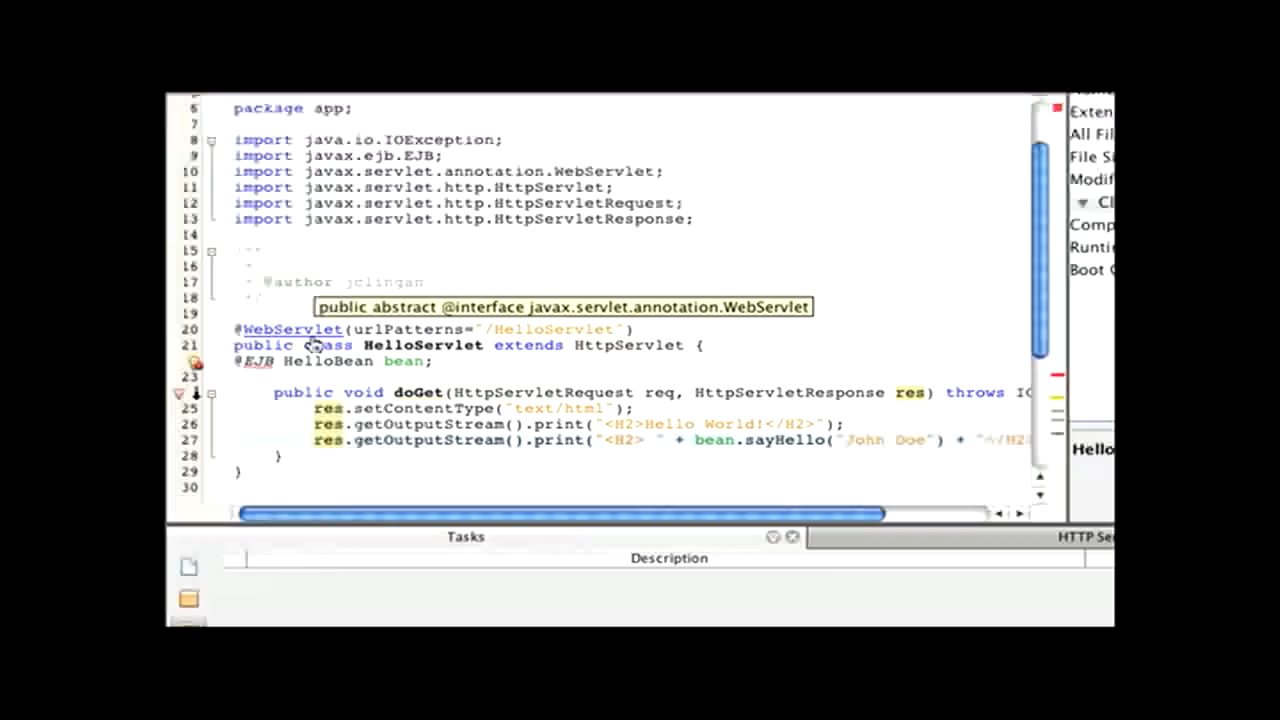 6 package app;
7
8 import java.io.IOException;
9 import javax.ejb.EJB;
10 import javax.servlet.annotation.WebServlet;
11 import javax.servlet.http.HttpServlet;
12 import javax.servlet.http.HttpServletRequest;
13 import javax.servlet.http.HttpServletResponse;
14
15 /**
16 *
17 * @author jclingan
18 */
public abstract @interface javax.servlet.annotation.WebServlet
19
20 @WebServlet(urlPatterns="/HelloServlet")
21 public class HelloServlet extends HttpServlet {
@EJB HelloBean bean;
23
public void doGet(HttpServletRequest req, HttpServletResponse res) throws IO
25 res.setContentType("text/html");
26 res.getOutputStream().print("<H2>Hello World!</H2>");
27 res.getOutputStream().print("<H2> " + bean.sayHello("John Doe") + "</H2
28 }
29 }
30
Exten
All Fil
File Si
Modif
Cl
Comp
Runti
Boot C
Hello
Tasks
HTTP Se
Description